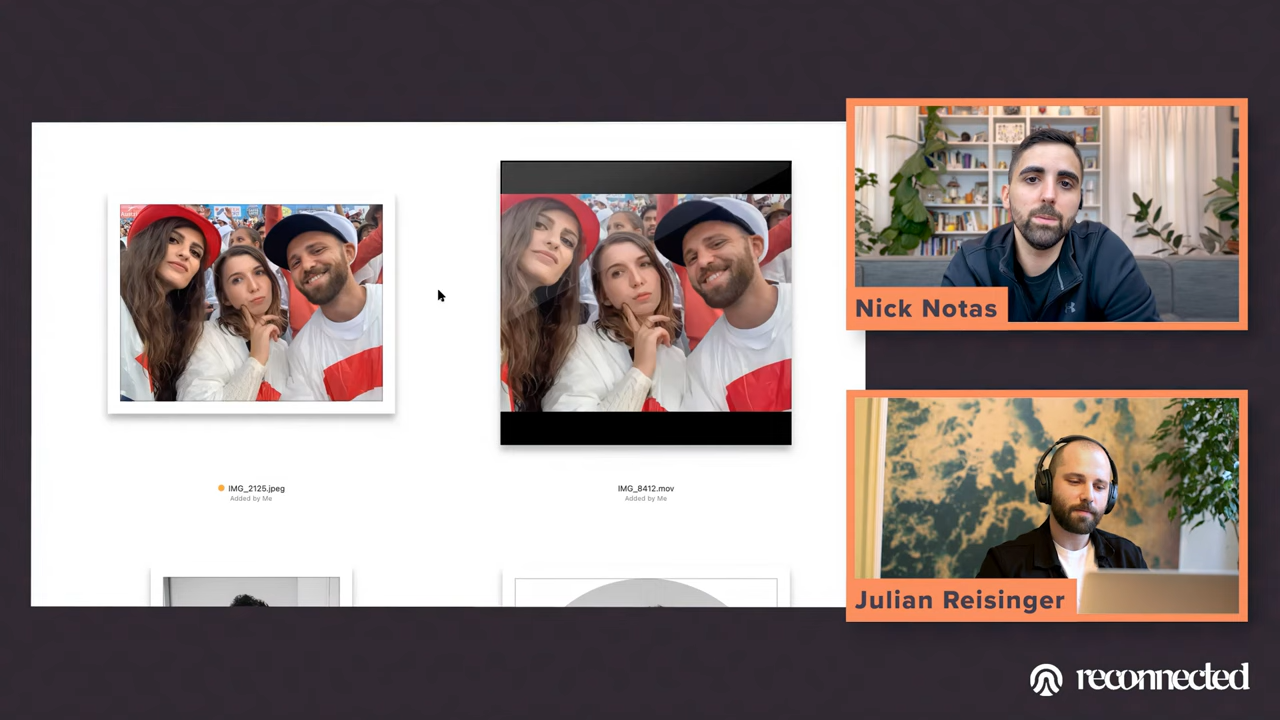 IMG_2125.jpeg
Added by Me
IMG_8412.mov
Added by Me
Nick Notas
Julian Reisinger
reconnected